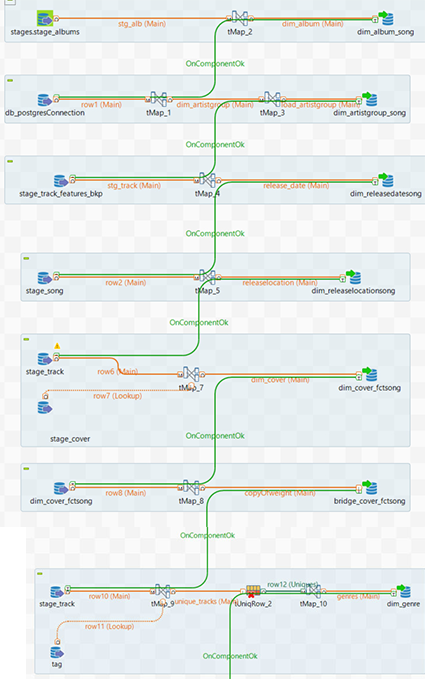 stg_alb (Main)
dim_album (Main)
stages.stage_albums
tMap_2
dim_album_song
OnComponentOk
row1 (Main)
dim_artistgroup (Main)
load_artistgroup (Main)
db_postgresConnection
tMap_1
tMap_3
dim_artistgroup_song
OnComponentOk
stg_track (Main)
release_date (Main)
stage_track_features_bkp
tMap_4
dim_releasedatesong
OnComponentOk
row2 (Main)
releaselocation (Main)
stage_song
tMap_5
dim_releaselocationsong
OnComponentOk
stage_track
row6 (Main)
tMap_7
dim_cover (Main)
dim_cover_fctsong
row7 (Lookup)
stage_cover
OnComponentOk
row8 (Main)
copyOfweight (Main)
dim_cover_fctsong
tMap_8
bridge_cover_fctsong
OnComponentOk
row12 (Uniques)
row10 (Main)
unique_tracks (Main)
genres (Main)
stage_track
tMap_9
tUniqRow_2
tMap_10
dim_genre
row11 (Lookup)
tag
OnComponentOk